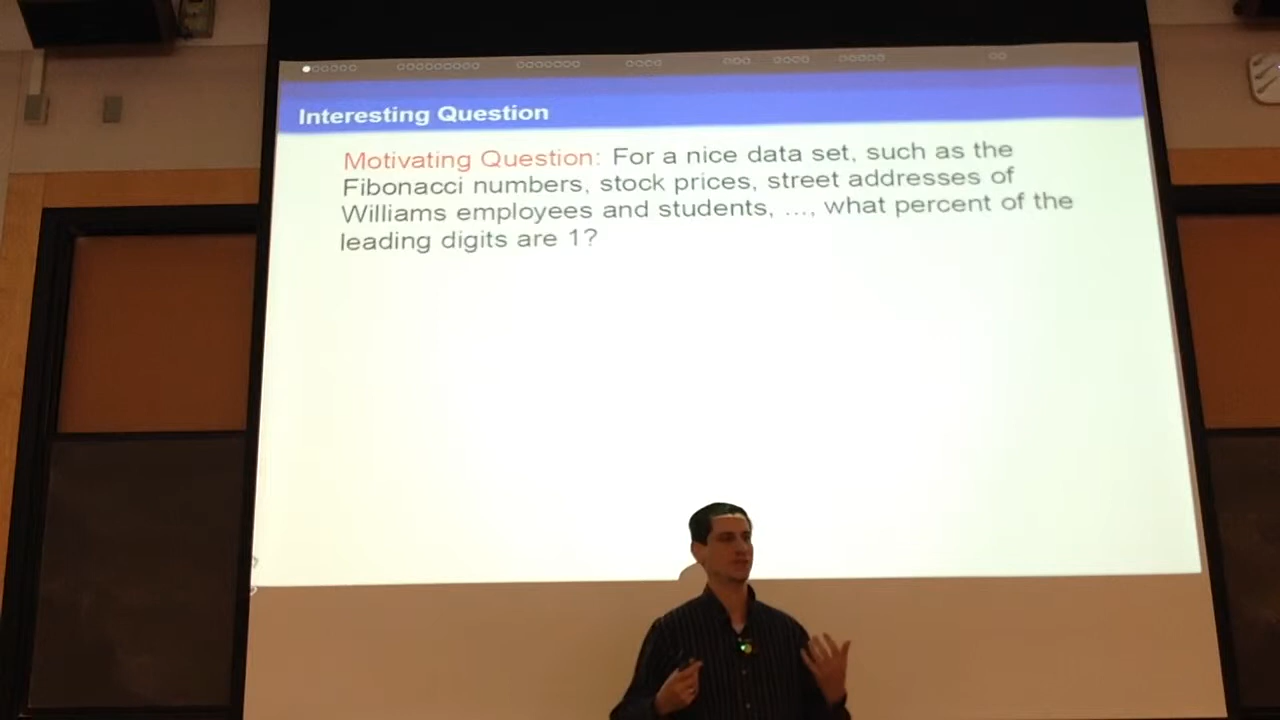 Interesting Question
Motivating Question: For a nice data set, such as the
Fibonacci numbers, stock prices, street addresses of
Williams employees and students, ..., what percent of the
leading digits are 1?